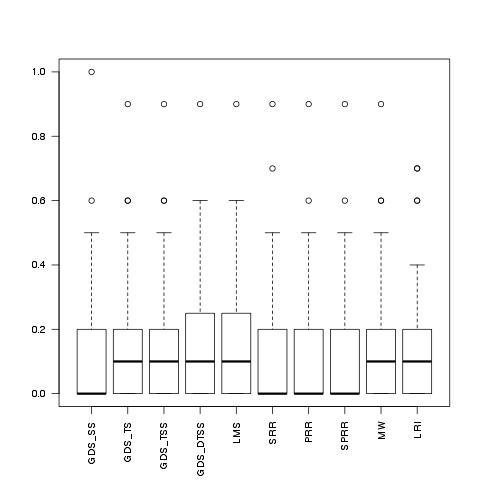 1.0
0.8
0.6
0.4
0.2
0.0
GDS_SS
GDS_TS
GDS_TSS
GDS_DTSS
LMS
SRR
PRR
SPRR
MW
LRI